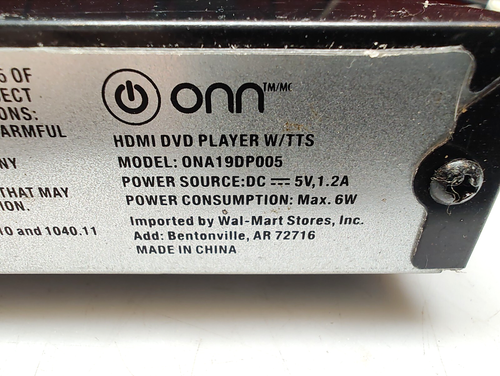 5 OF
ECT
ONS:
ARMFUL
NY
THAT MAY
ION.
10 and 1040.11
onn TM/MC
HDMI DVD PLAYER W/TTS
MODEL: ONA19DP005
POWER SOURCE:DC ⎓ 5V,1.2A
POWER CONSUMPTION: Max. 6W
Imported by Wal-Mart Stores, Inc.
Add: Bentonville, AR 72716
MADE IN CHINA